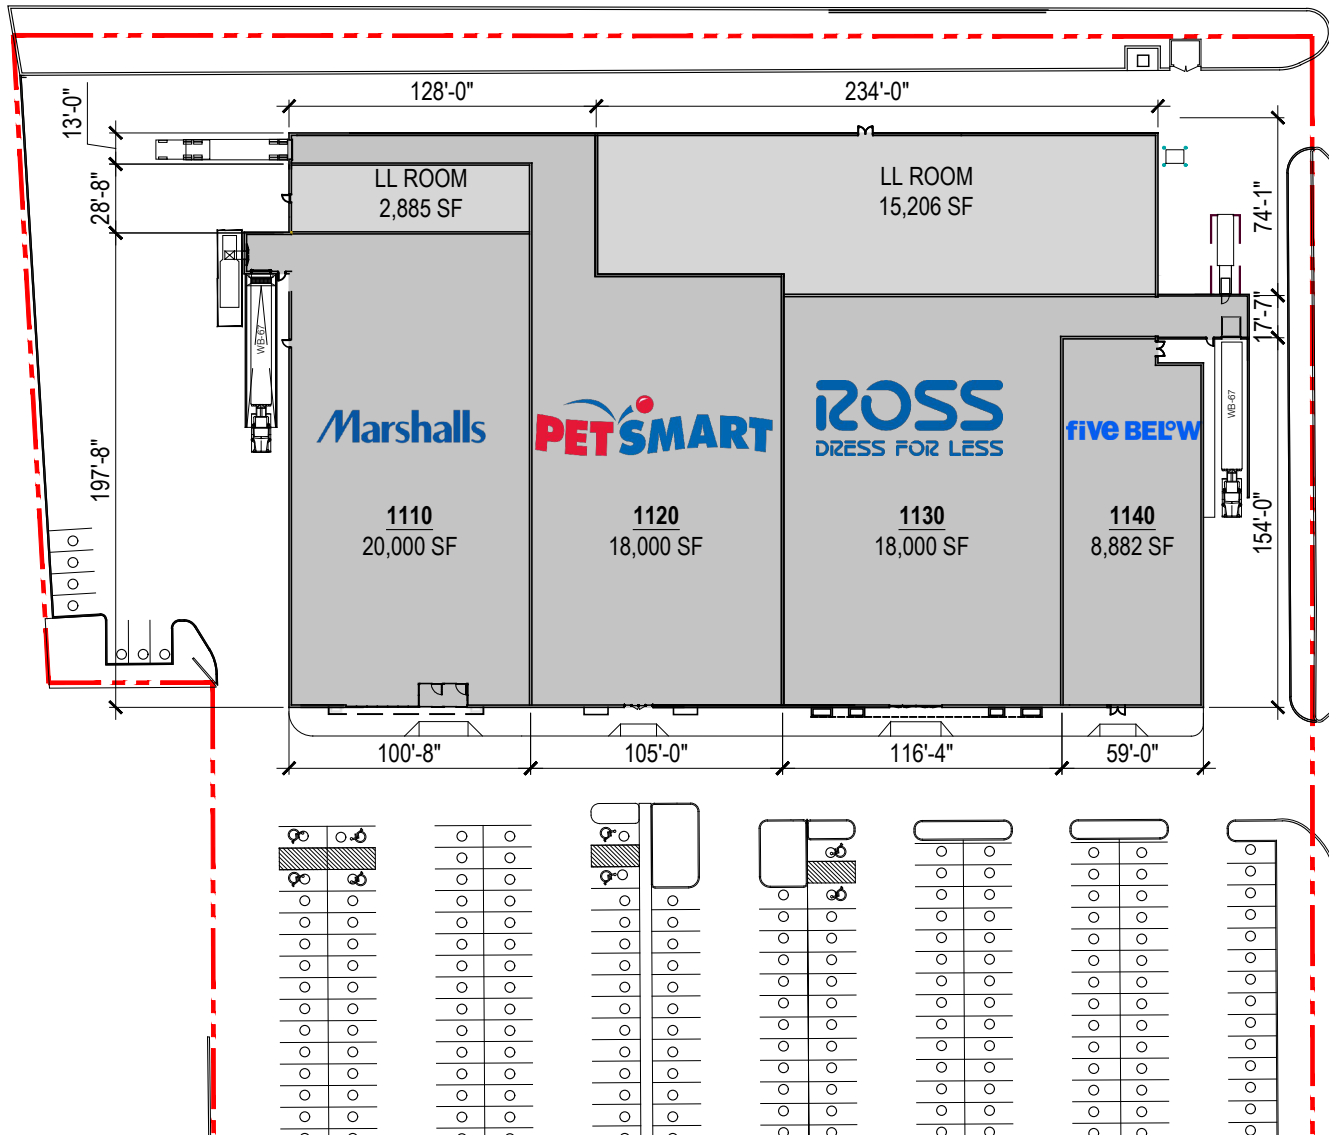 128'-0"
234'-0"
13'-0"
28'-8"
197'-8"
LL ROOM
2,885 SF
LL ROOM
15,206 SF
74'-1"
17'-7"
154'-0"
WB-67
WB-67
Marshalls
PETSMART
ROSS
DRESS FOR LESS
five BELOW
1110
20,000 SF
1120
18,000 SF
1130
18,000 SF
1140
8,882 SF
100'-8"
105'-0"
116'-4"
59'-0"